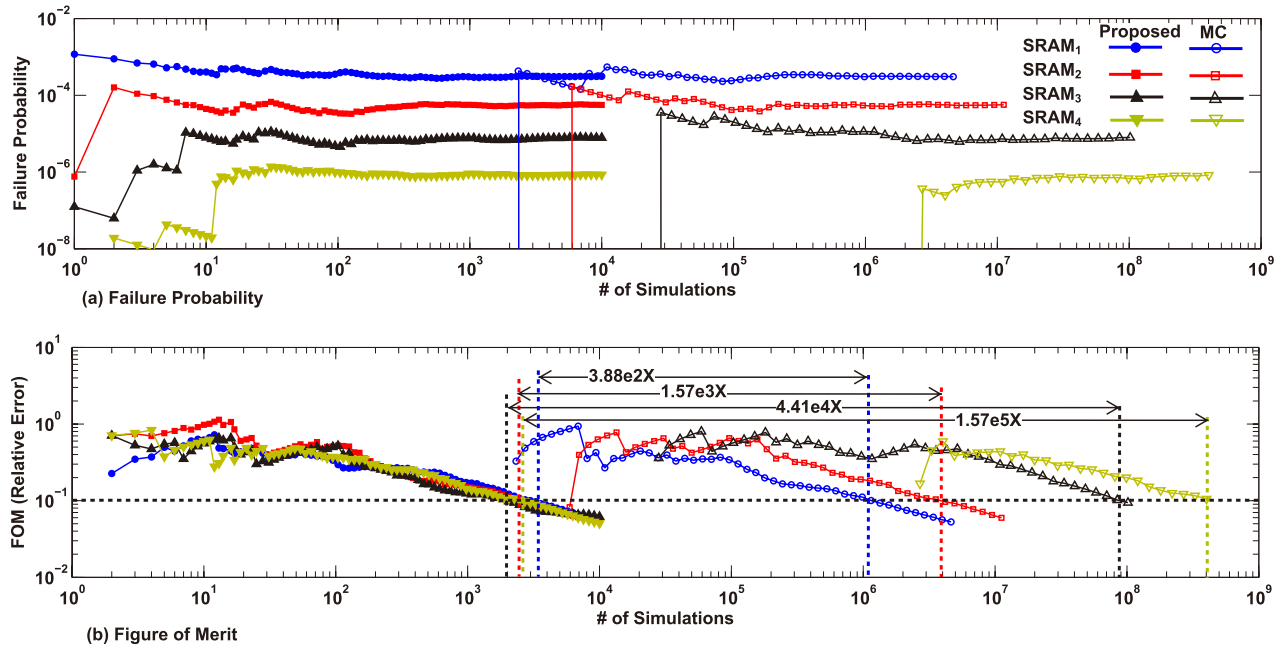 Proposed MC
SRAM1
SRAM2
SRAM3
SRAM4
Failure Probability
10^-2
10^-4
10^-6
10^-8
10^0 10^1 10^2 10^3 10^4 10^5 10^6 10^7 10^8 10^9
# of Simulations
(a) Failure Probability
FOM (Relative Error)
10^1
10^0
10^-1
10^-2
3.88e2X
1.57e3X
4.41e4X
1.57e5X
10^0 10^1 10^2 10^3 10^4 10^5 10^6 10^7 10^8 10^9
# of Simulations
(b) Figure of Merit